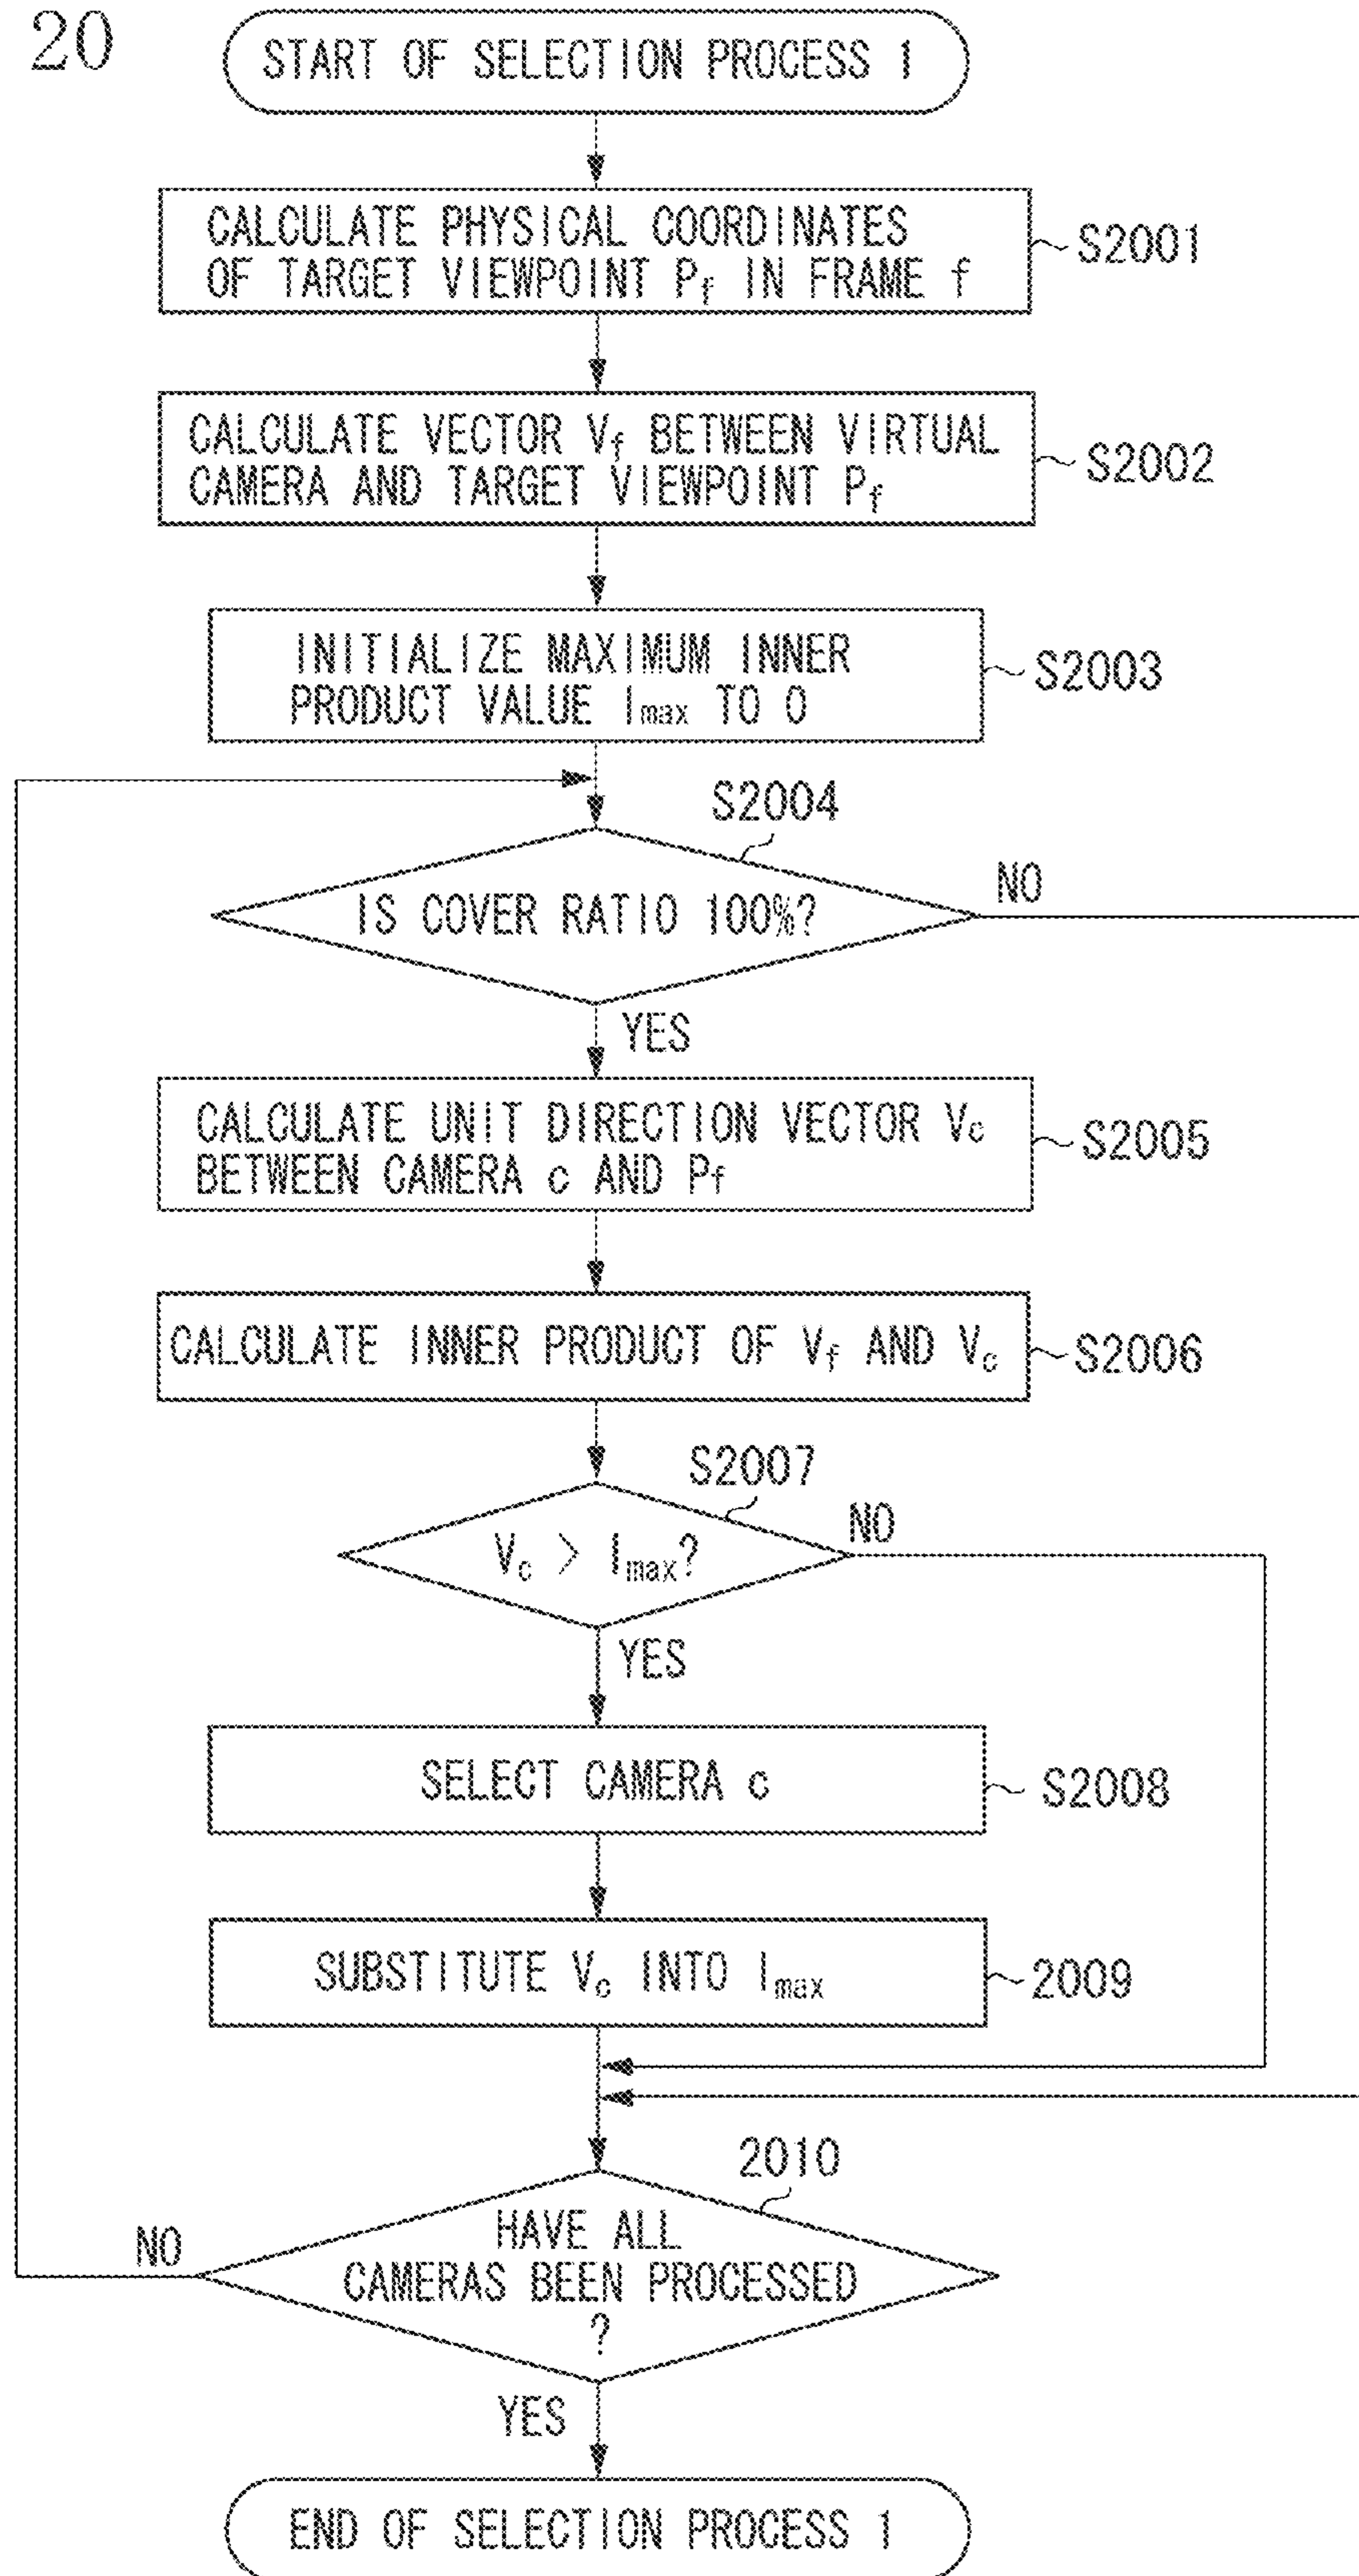 20
START OF SELECTION PROCESS 1
CALCULATE PHYSICAL COORDINATES
OF TARGET VIEWPOINT Pf IN FRAME f
S2001
CALCULATE VECTOR Vf BETWEEN VIRTUAL
CAMERA AND TARGET VIEWPOINT Pf
S2002
INITIALIZE MAXIMUM INNER
PRODUCT VALUE Imax TO 0
S2003
S2004
IS COVER RATIO 100%?
NO
YES
CALCULATE UNIT DIRECTION VECTOR Vc
BETWEEN CAMERA c AND Pf
S2005
CALCULATE INNER PRODUCT OF Vf AND Vc
S2006
S2007
Vc > Imax?
NO
YES
SELECT CAMERA c
S2008
SUBSTITUTE Vc INTO Imax
2009
2010
HAVE ALL
CAMERAS BEEN PROCESSED
?
NO
YES
END OF SELECTION PROCESS 1